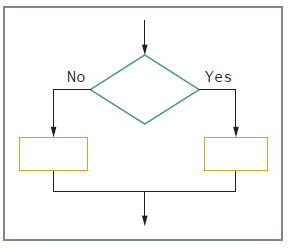 No Yes